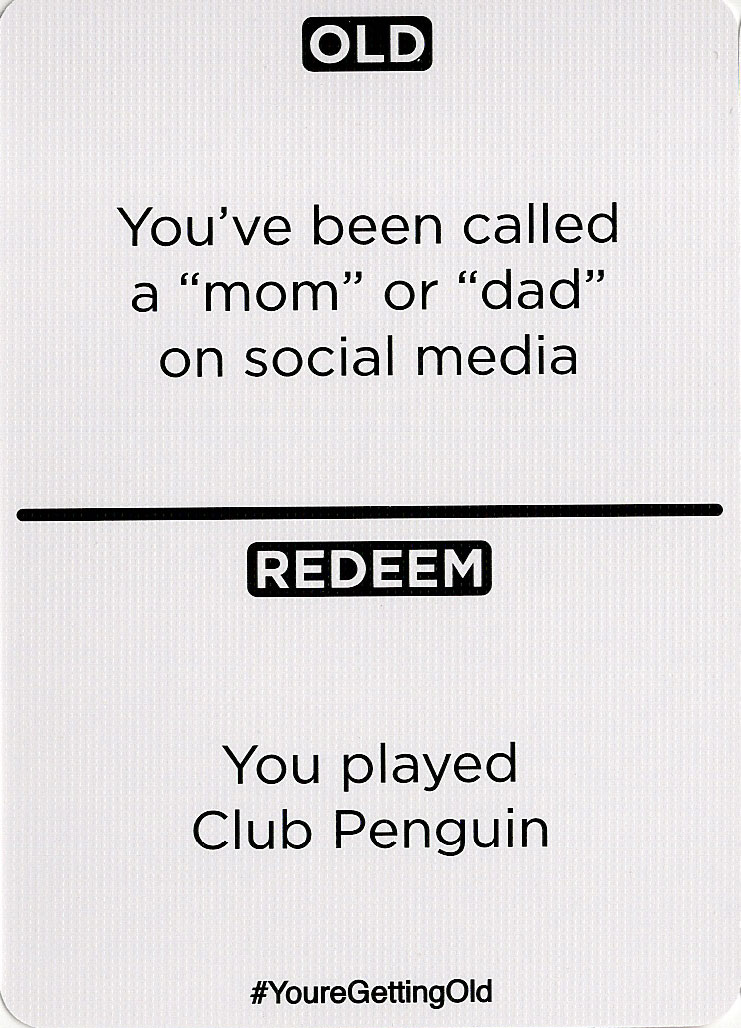 OLD
You've been called
a “mom” or “dad”
on social media
REDEEM
You played
Club Penguin
#YoureGettingOld